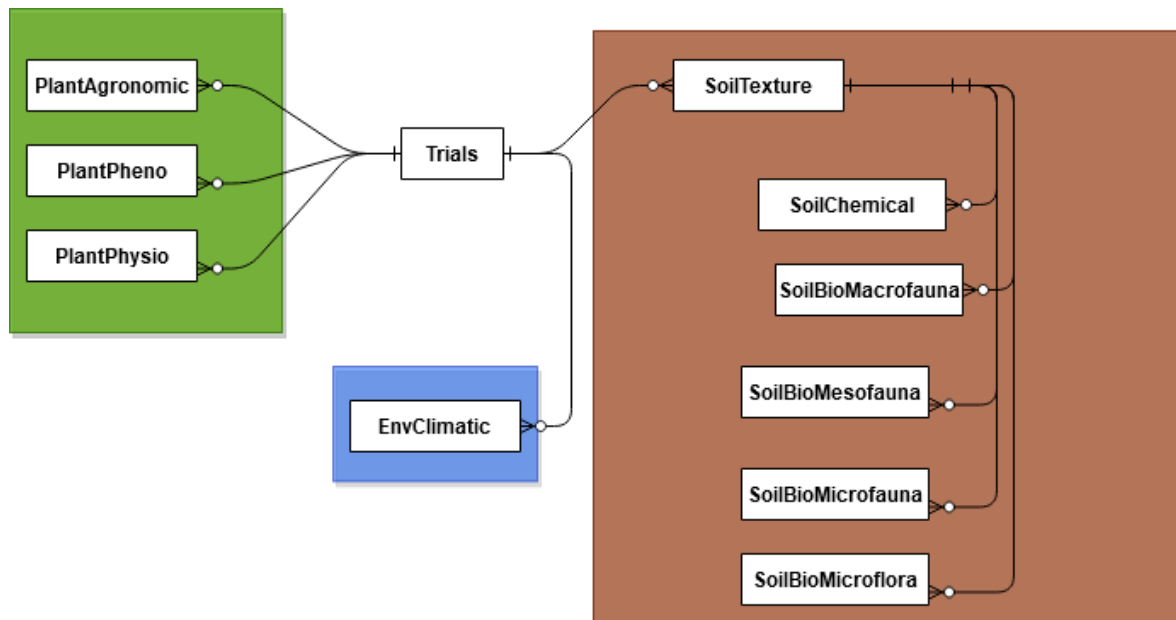 PlantAgronomic
PlantPheno
PlantPhysio
Trials
EnvClimatic
SoilTexture
SoilChemical
SoilBioMacrofauna
SoilBioMesofauna
SoilBioMicrofauna
SoilBioMicroflora